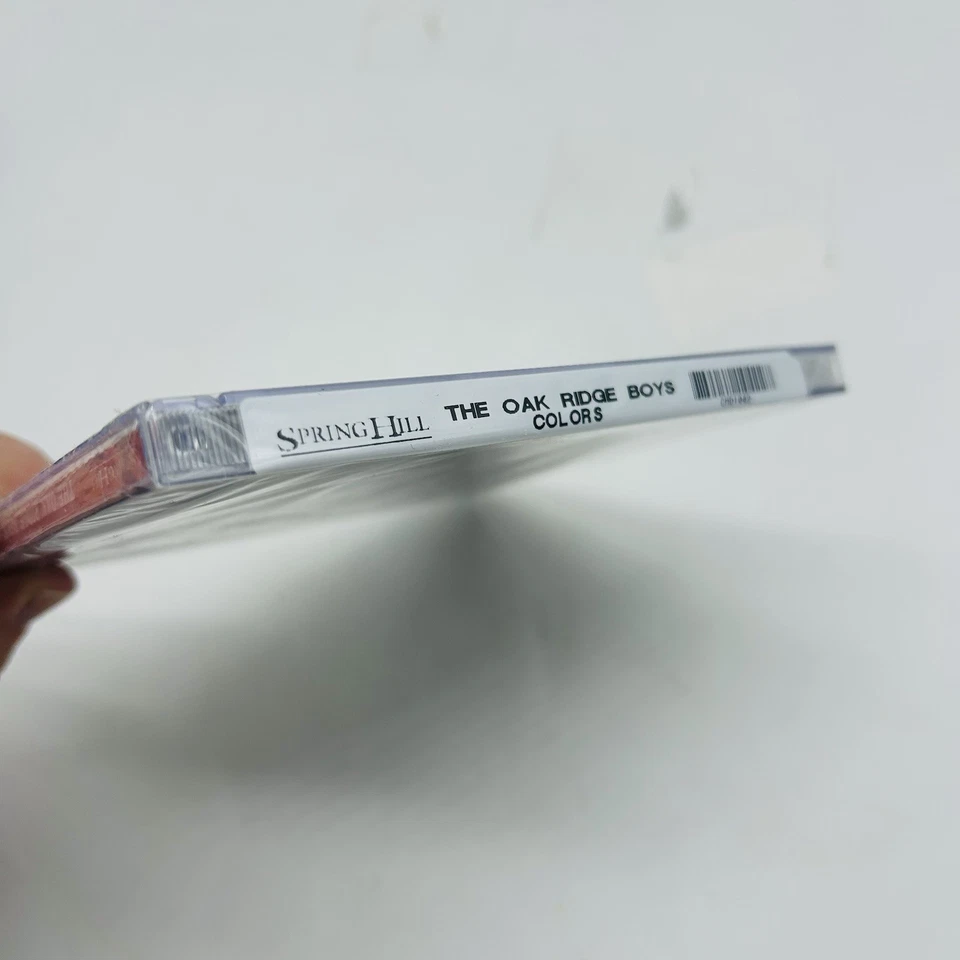 SPRING HILL
THE OAK RIDGE BOYS
COLORS